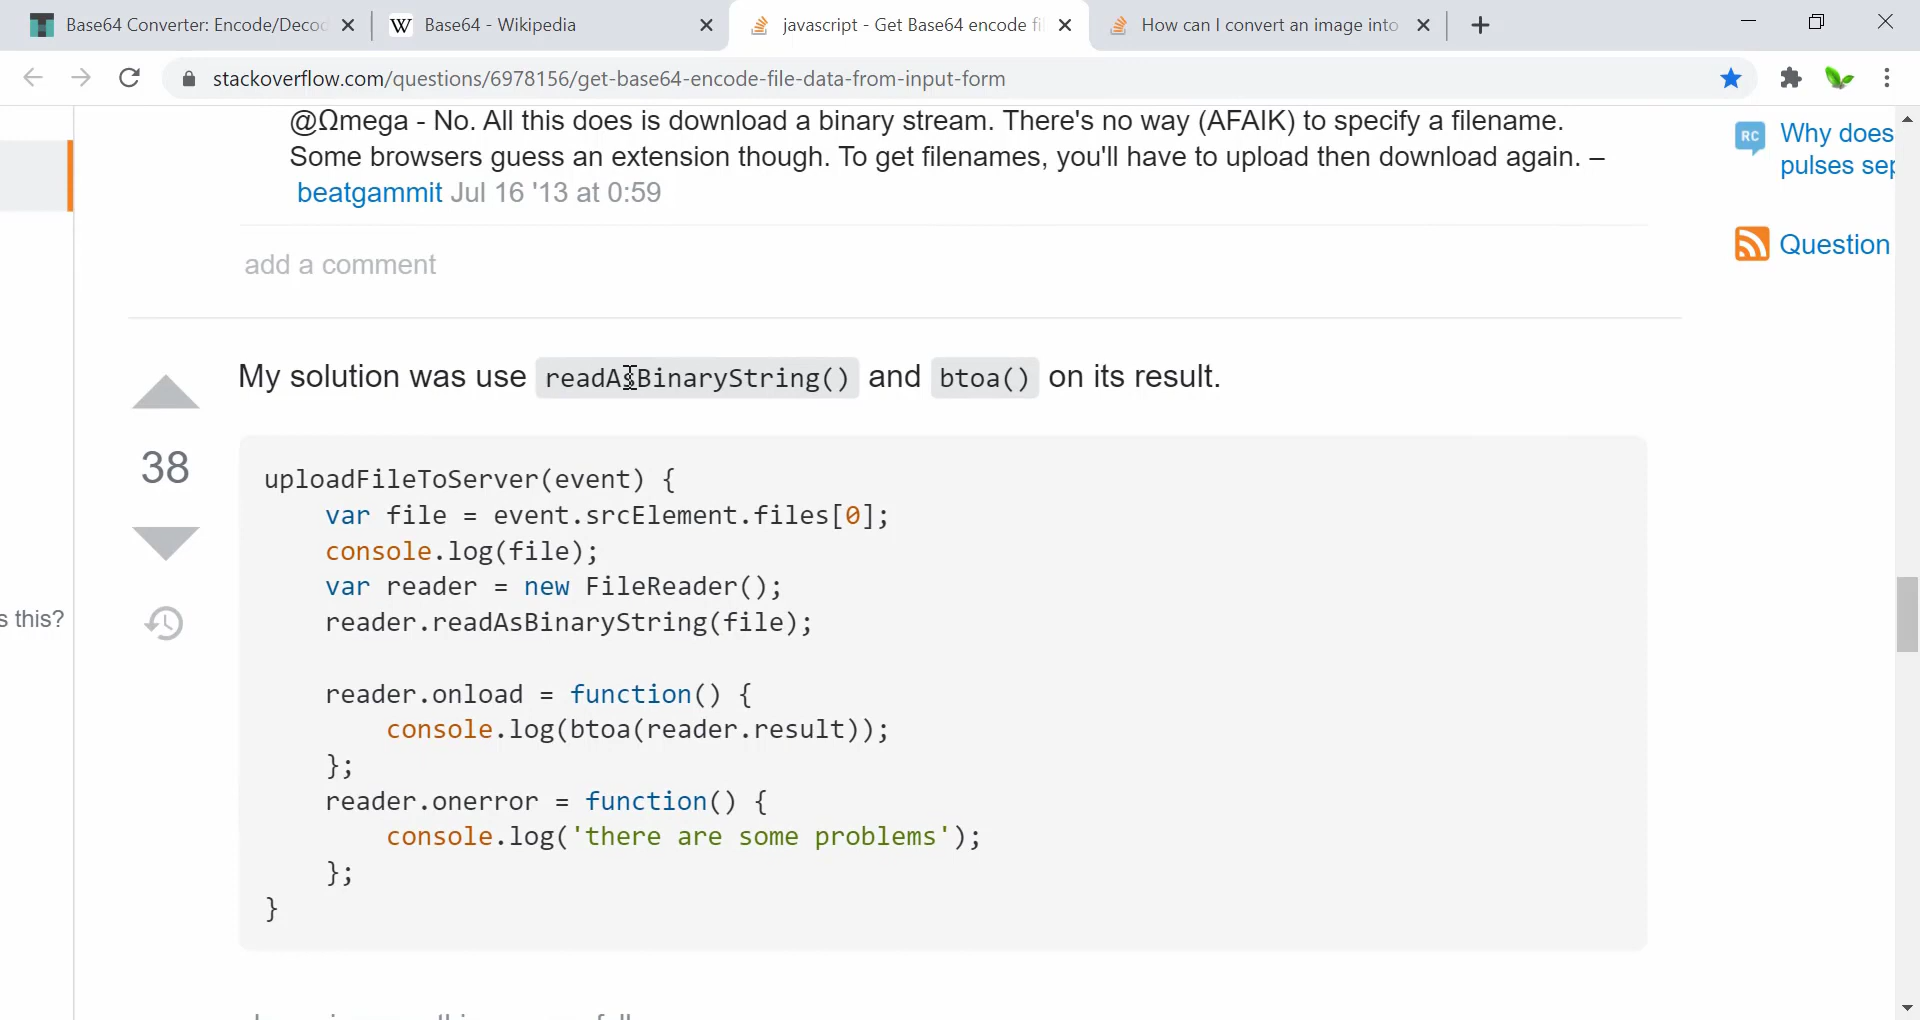 Base64 Converter: Encode/Decod
Base64 - Wikipedia
javascript - Get Base64 encode fi
How can I convert an image into
stackoverflow.com/questions/6978156/get-base64-encode-file-data-from-input-form
@Ωmega - No. All this does is download a binary stream. There's no way (AFAIK) to specify a filename.
Some browsers guess an extension though. To get filenames, you'll have to upload then download again. –
beatgammit Jul 16 '13 at 0:59
RC Why does
pulses sep
Question
add a comment
My solution was use readAsBinaryString() and btoa() on its result.
38
s this?
uploadFileToServer(event) {
    var file = event.srcElement.files[0];
    console.log(file);
    var reader = new FileReader();
    reader.readAsBinaryString(file);
    reader.onload = function() {
        console.log(btoa(reader.result));
    };
    reader.onerror = function() {
        console.log('there are some problems');
    };
}